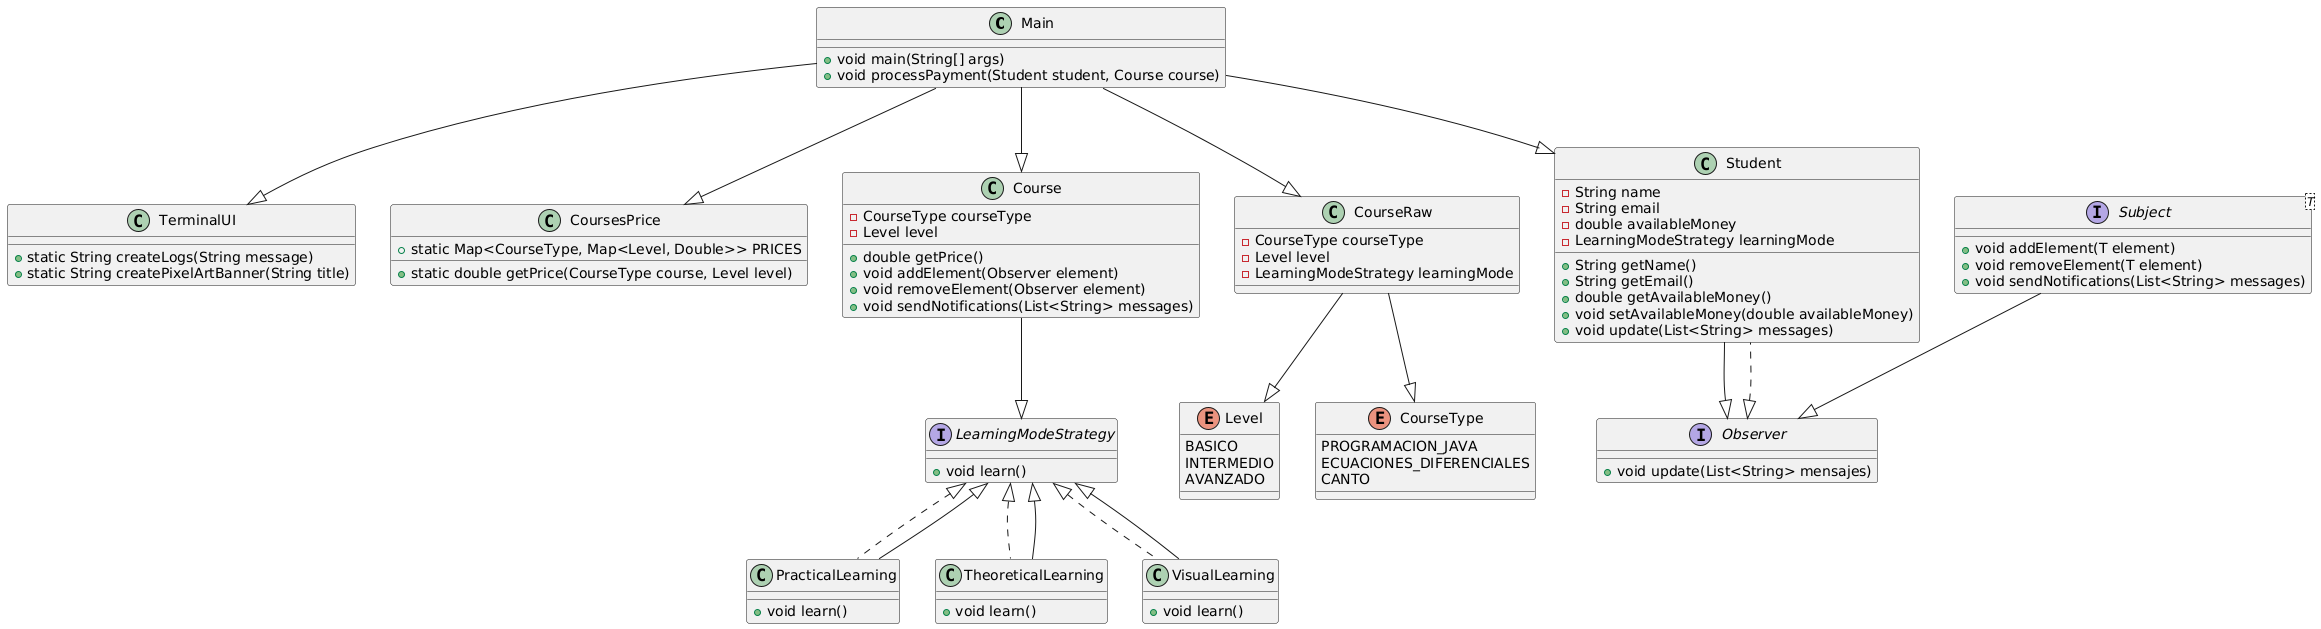 C Main
void main(String[] args)
void processPayment(Student student, Course course)
C TerminalUI
static String createLogs(String message)
static String createPixelArtBanner(String title)
C CoursesPrice
static Map<CourseType, Map<Level, Double>> PRICES
static double getPrice(CourseType course, Level level)
C Course
CourseType courseType
Level level
double getPrice()
void addElement(Observer element)
void removeElement(Observer element)
void sendNotifications(List<String> messages)
C CourseRaw
CourseType courseType
Level level
LearningModeStrategy learningMode
C Student
String name
String email
double availableMoney
LearningModeStrategy learningMode
String getName()
String getEmail()
double getAvailableMoney()
void setAvailableMoney(double availableMoney)
void update(List<String> messages)
I Subject
T
void addElement(T element)
void removeElement(T element)
void sendNotifications(List<String> messages)
I LearningModeStrategy
void learn()
E Level
BASICO
INTERMEDIO
AVANZADO
E CourseType
PROGRAMACION_JAVA
ECUACIONES_DIFERENCIALES
CANTO
I Observer
void update(List<String> mensajes)
C PracticalLearning
void learn()
C TheoreticalLearning
void learn()
C VisualLearning
void learn()